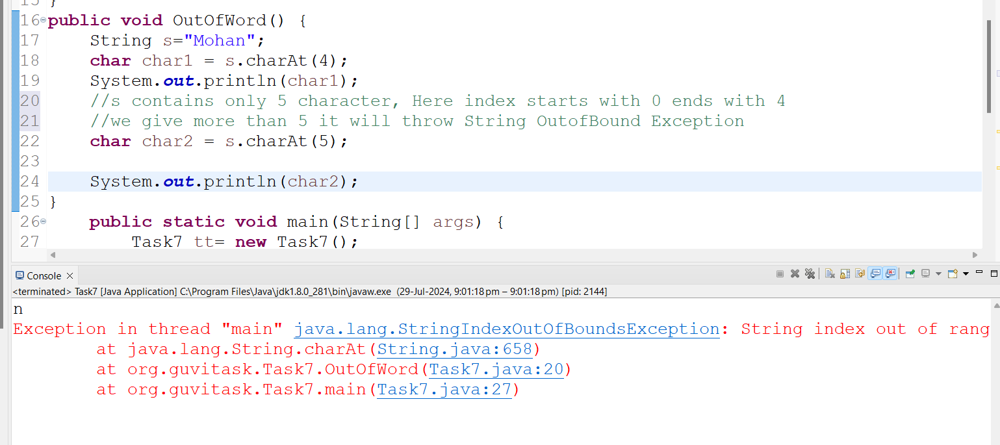 15 }
16 public void OutOfWord() {
17 String s="Mohan";
18 char char1 = s.charAt(4);
19 System.out.println(char1);
20 //s contains only 5 character, Here index starts with 0 ends with 4
21 //we give more than 5 it will throw String OutofBound Exception
22 char char2 = s.charAt(5);
23
24 System.out.println(char2);
25 }
26 public static void main(String[] args) {
27 Task7 tt= new Task7();
Console
<terminated> Task7 [Java Application] C:\Program Files\Java\jdk1.8.0_281\bin\javaw.exe (29-Jul-2024, 9:01:18 pm – 9:01:18 pm) [pid: 2144]
n
Exception in thread "main" java.lang.StringIndexOutOfBoundsException: String index out of rang
at java.lang.String.charAt(String.java:658)
at org.guvitask.Task7.OutOfWord(Task7.java:20)
at org.guvitask.Task7.main(Task7.java:27)